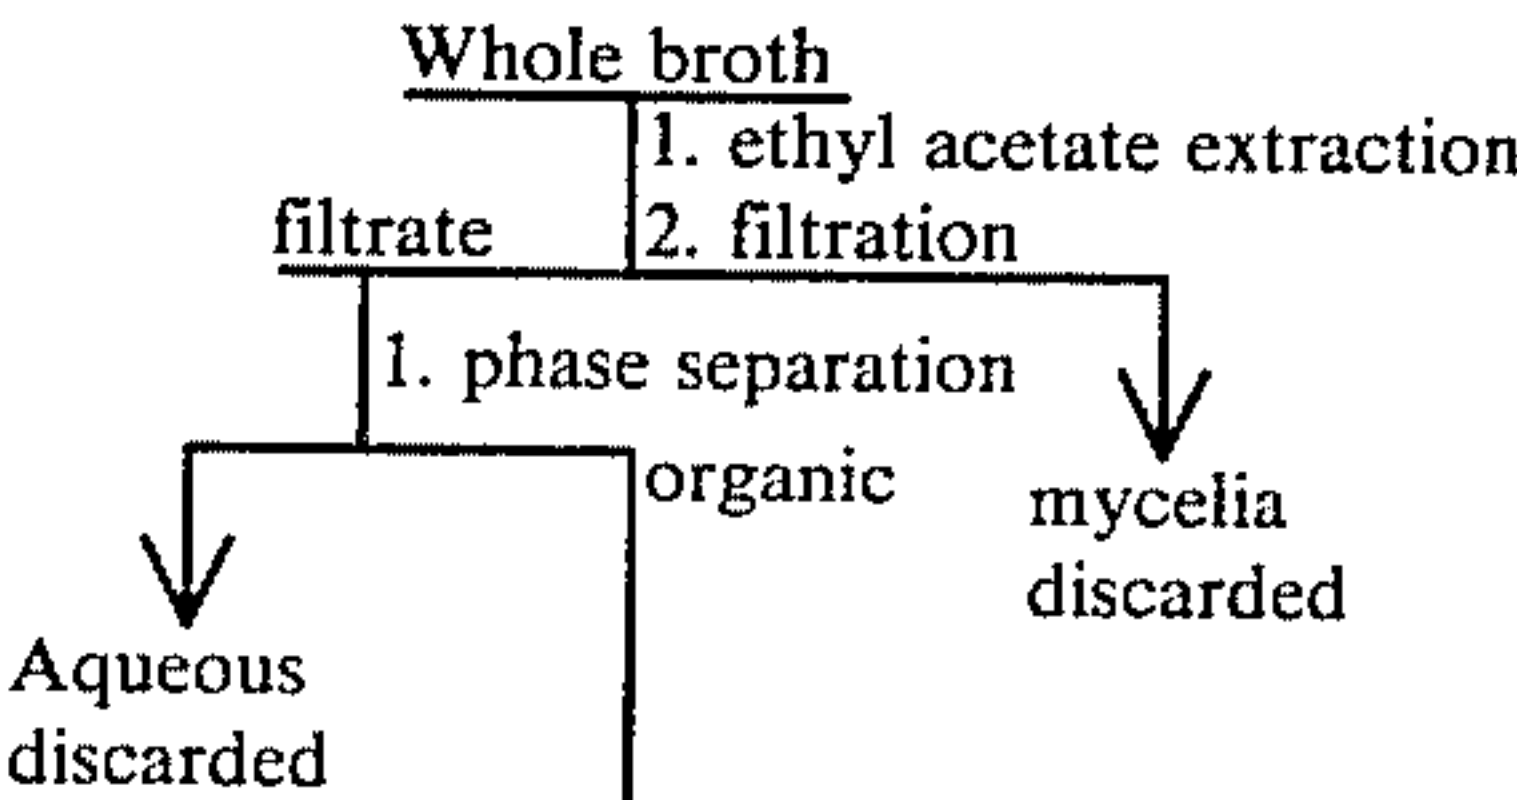 Whole broth
1. ethyl acetate extraction
filtrate
2. filtration
1. phase separation
organic
mycelia
discarded
Aqueous
discarded